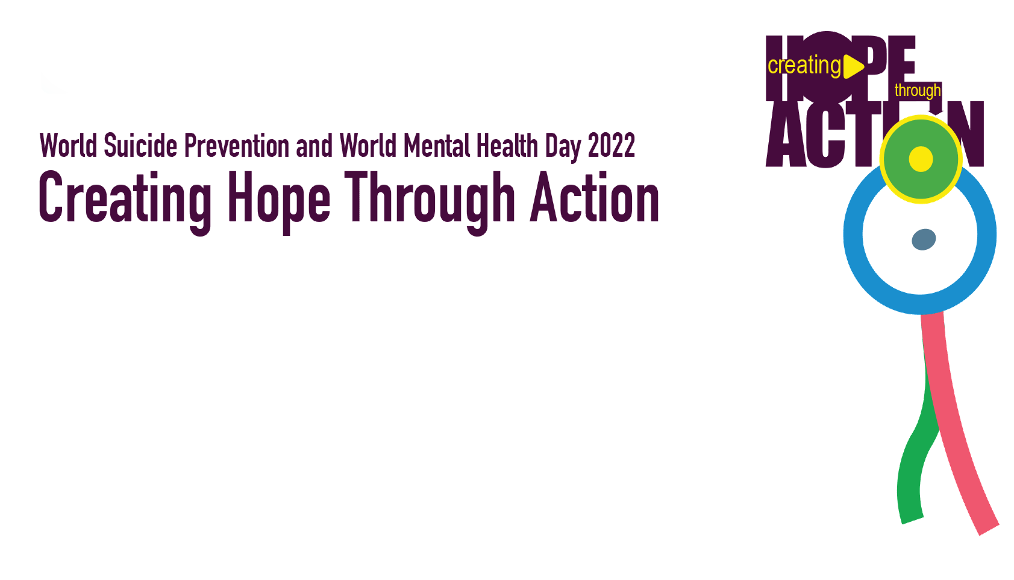 World Suicide Prevention and World Mental Health Day 2022
Creating Hope Through Action
HOPE
creating
through
ACTION